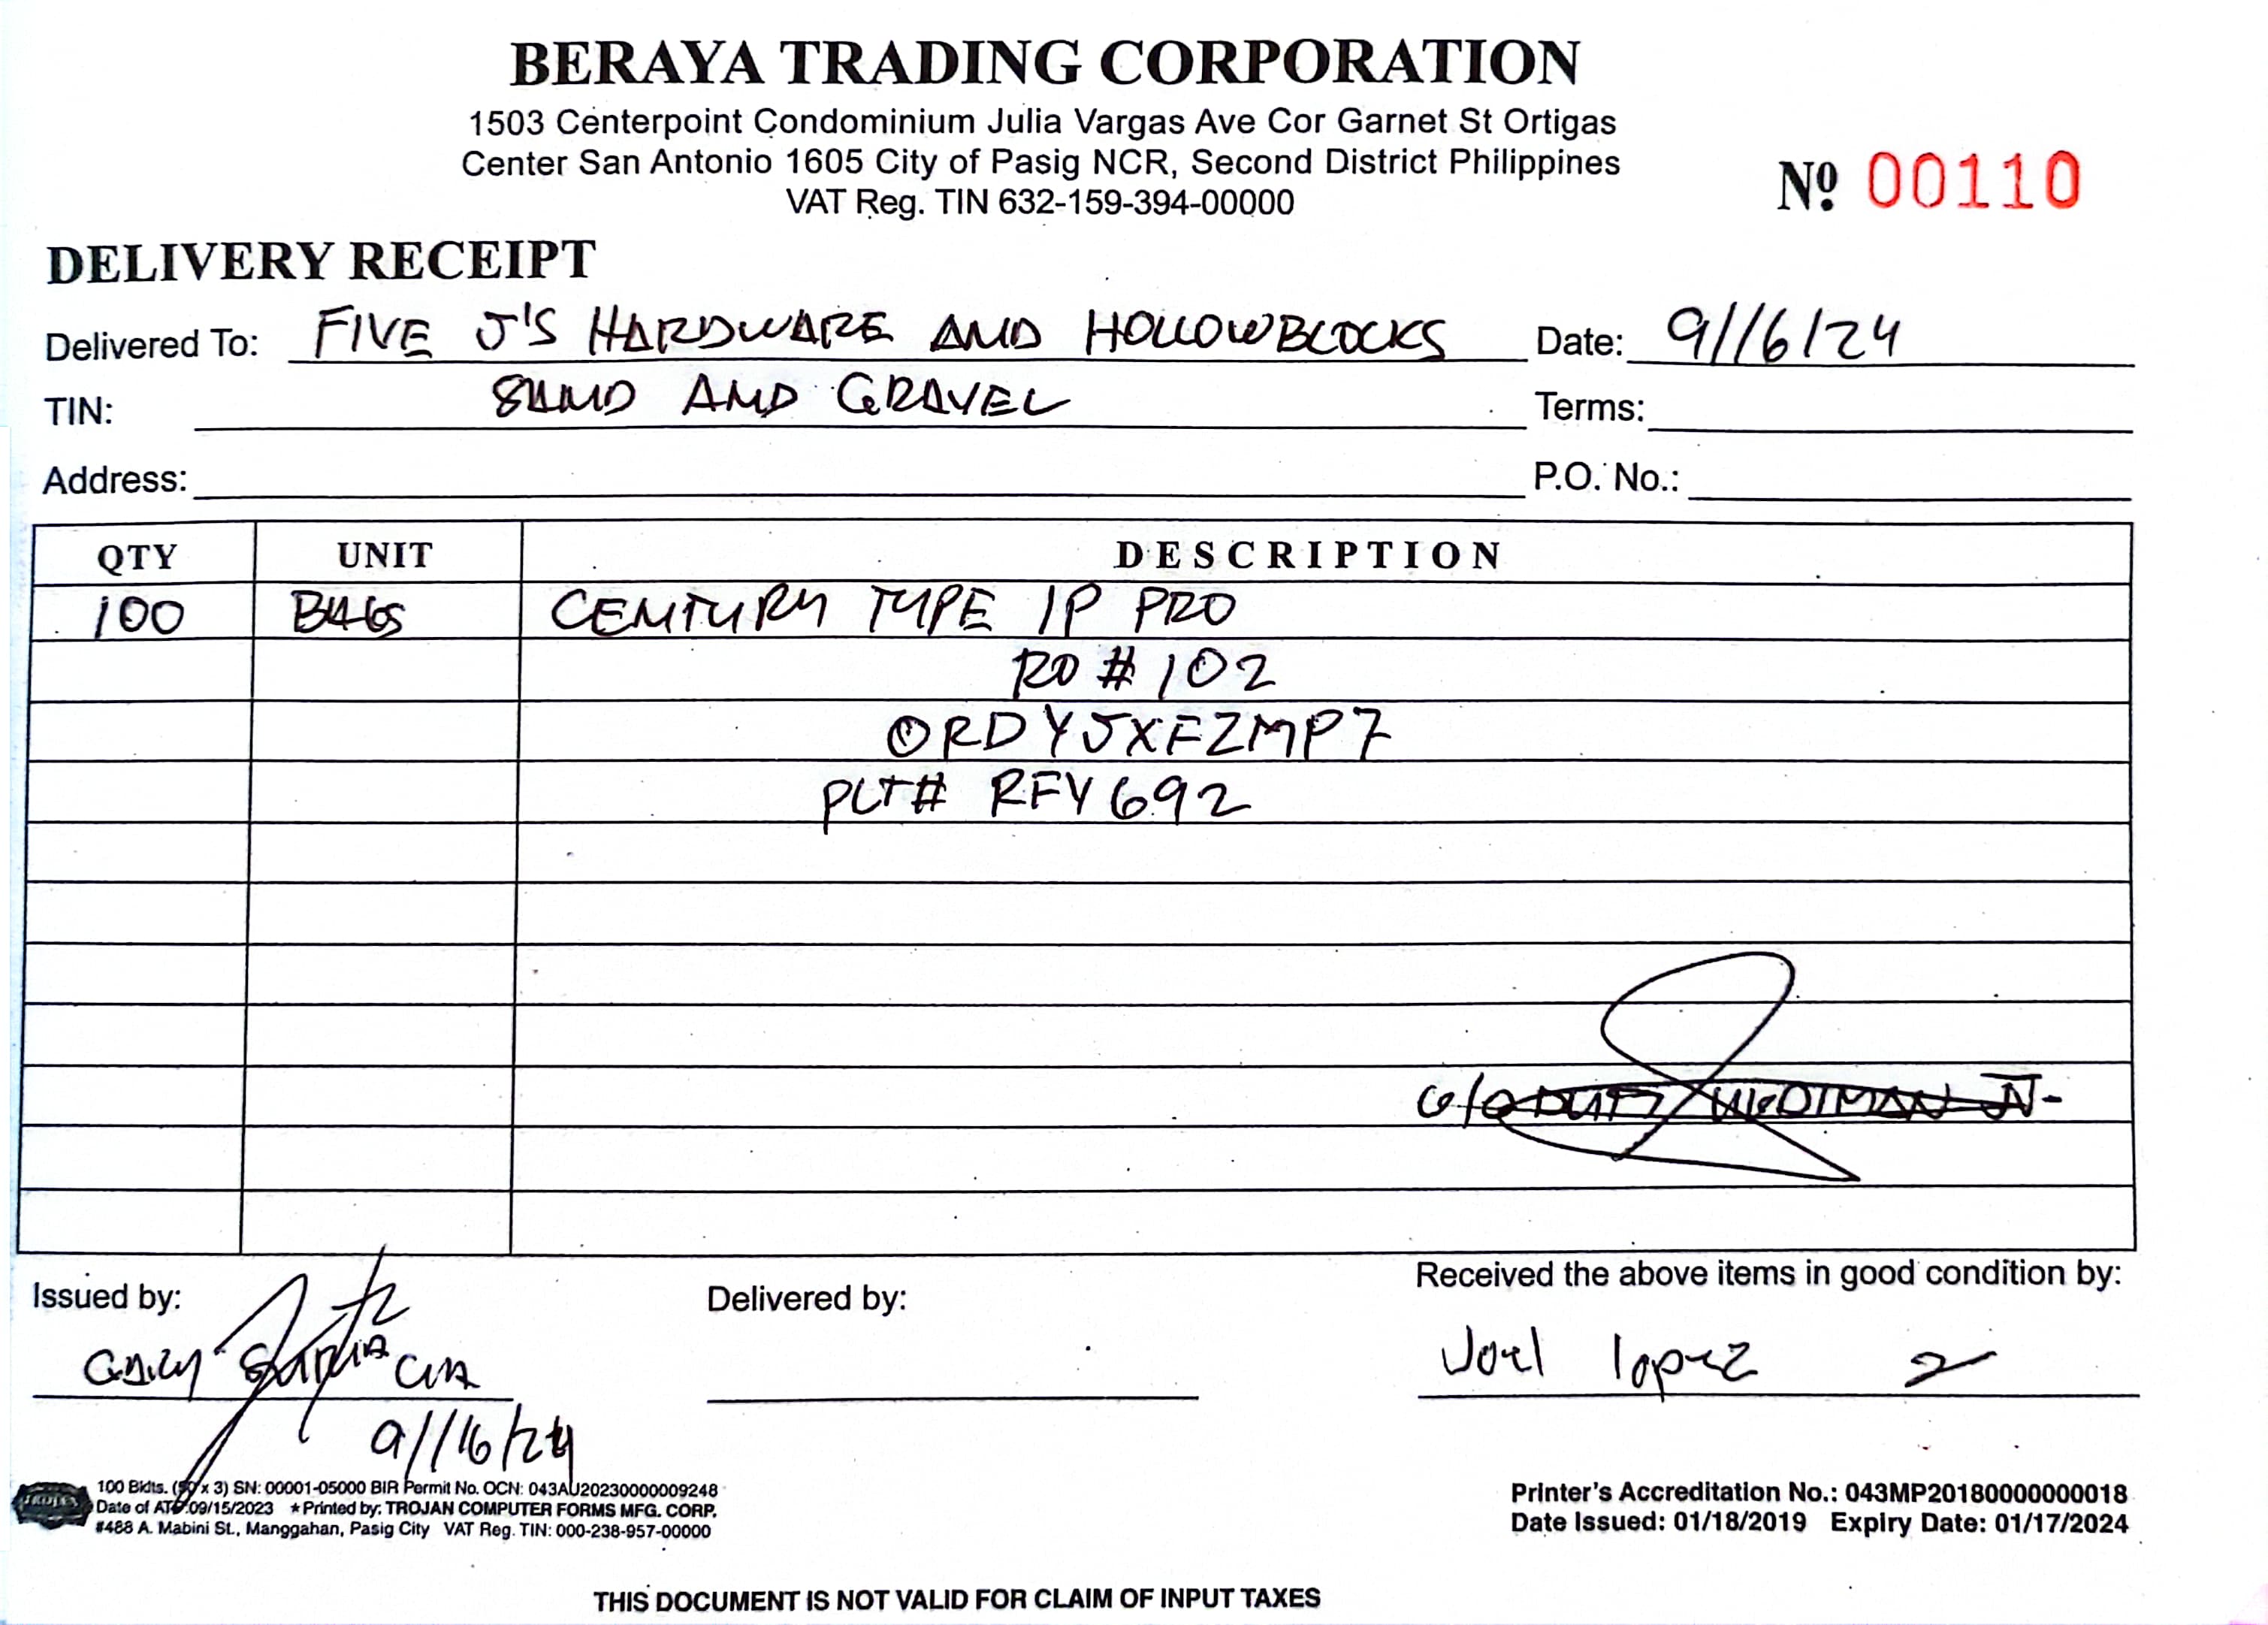 BERAYA TRADING CORPORATION
1503 Centerpoint Condominium Julia Vargas Ave Cor Garnet St Ortigas
Center San Antonio 1605 City of Pasig NCR, Second District Philippines
VAT Reg. TIN 632-159-394-00000
Nº 00110
DELIVERY RECEIPT
Delivered To: FIVE J'S HARDWARE AND HOLLOWBLOCKS Date: 9/16/24
TIN: SAND AND GRAVEL Terms:
Address: P.O. No.:
QTY UNIT DESCRIPTION
100 BAGS CENTURY TYPE 1P PRO
RO # 102
ORDYJXFZMP7
PLT# RFY 692
Issued by: Delivered by: Received the above items in good condition by:
Joel lopez
9/16/24
100 Bklts. (50 x 3) SN: 00001-05000 BIR Permit No. OCN: 043AU20230000009248
Date of ATP 09/15/2023 ★ Printed by: TROJAN COMPUTER FORMS MFG. CORP.
#488 A. Mabini St., Manggahan, Pasig City VAT Reg. TIN: 000-238-957-00000
Printer's Accreditation No.: 043MP20180000000018
Date Issued: 01/18/2019 Expiry Date: 01/17/2024
THIS DOCUMENT IS NOT VALID FOR CLAIM OF INPUT TAXES